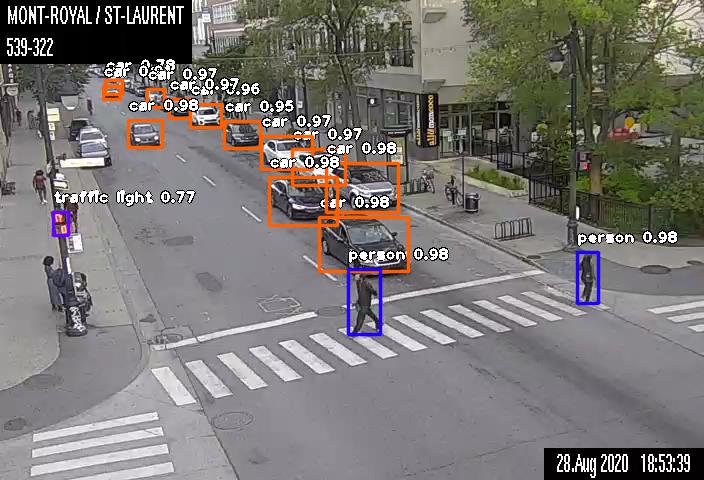 MONT-ROYAL / ST-LAURENT
539-322
car 0.78
car 0.97
car 0.97
car 0.96
car 0.98
car 0.95
car 0.97
car 0.97
car 0.98
car 0.98
traffic light 0.77
car 0.98
person 0.98
person 0.98
28.Aug 2020 18:53:39